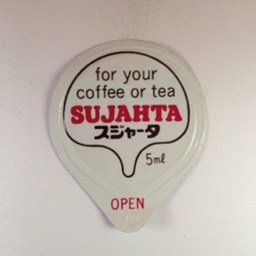 for your
coffee or tea
SUJAHTA
スジャータ
5ml
OPEN